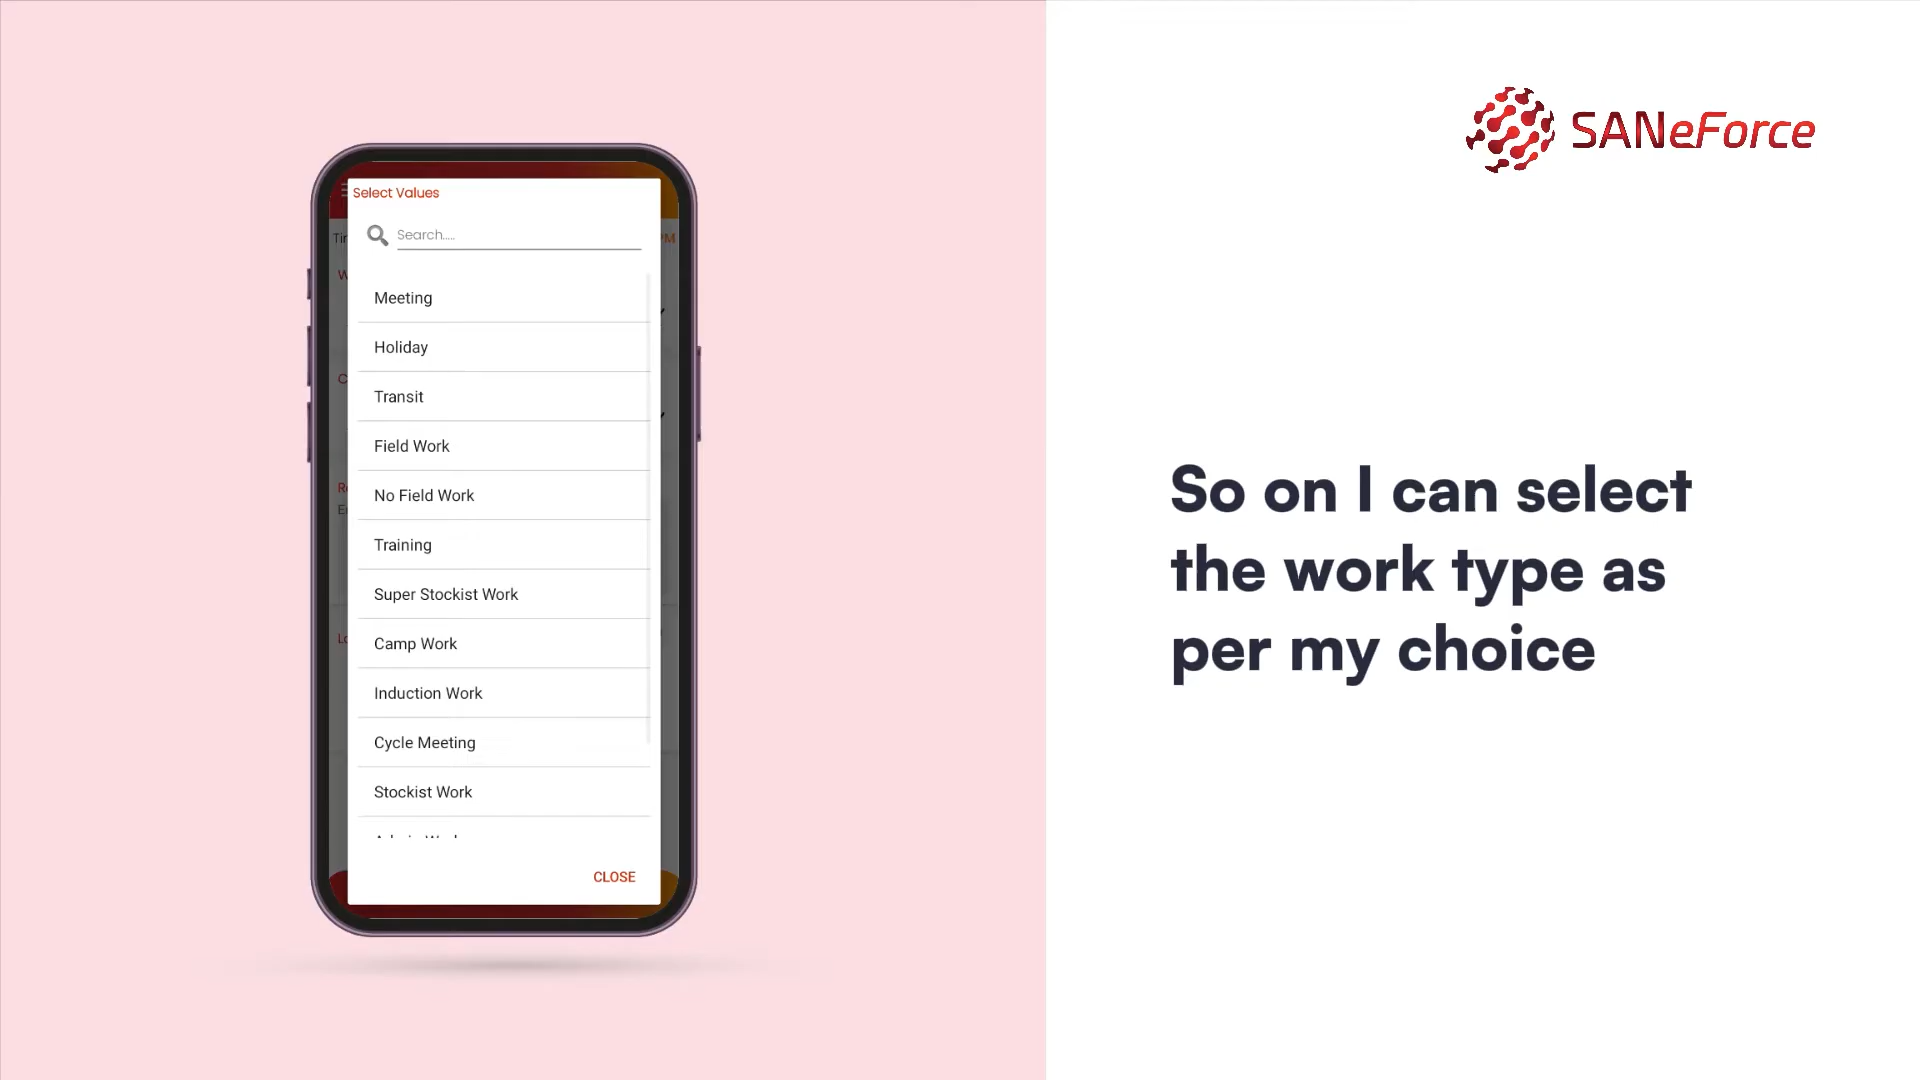 SANeForce
Select Values
Search.....
Meeting
Holiday
Transit
Field Work
No Field Work
Training
Super Stockist Work
Camp Work
Induction Work
Cycle Meeting
Stockist Work
CLOSE
So on I can select
the work type as
per my choice